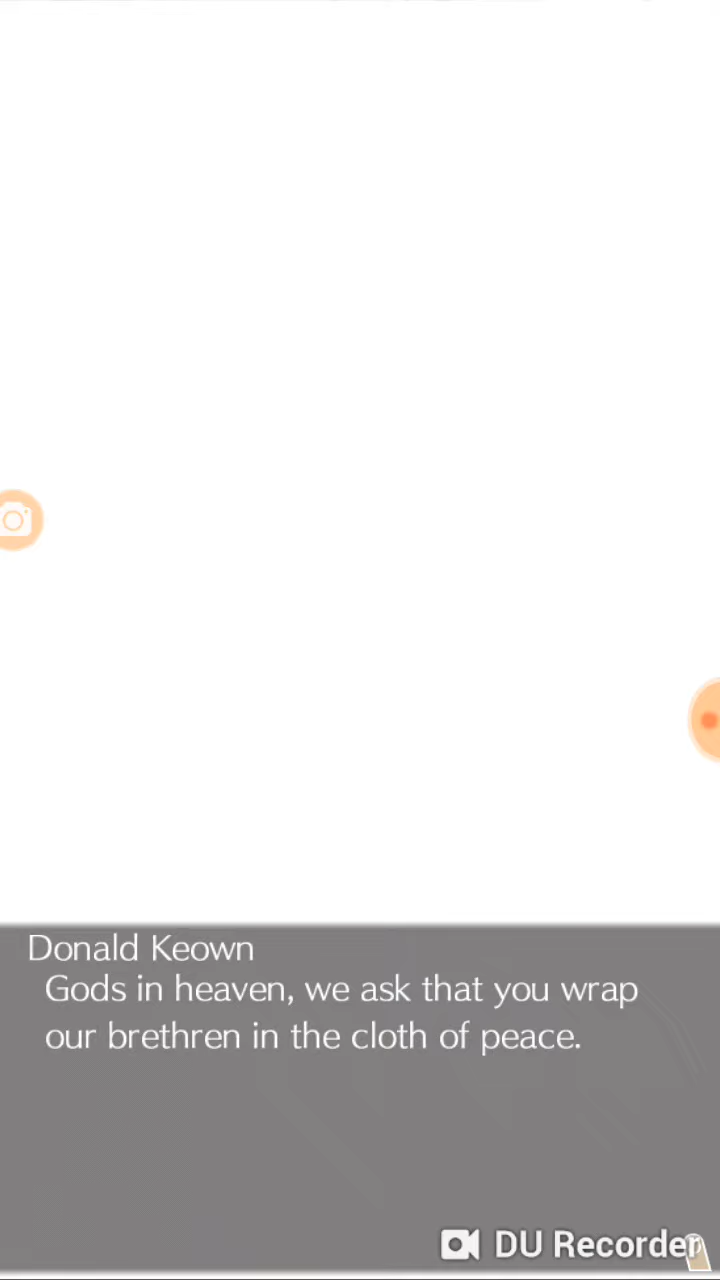 Donald Keown
Gods in heaven, we ask that you wrap
our brethren in the cloth of peace.
DU Recorder